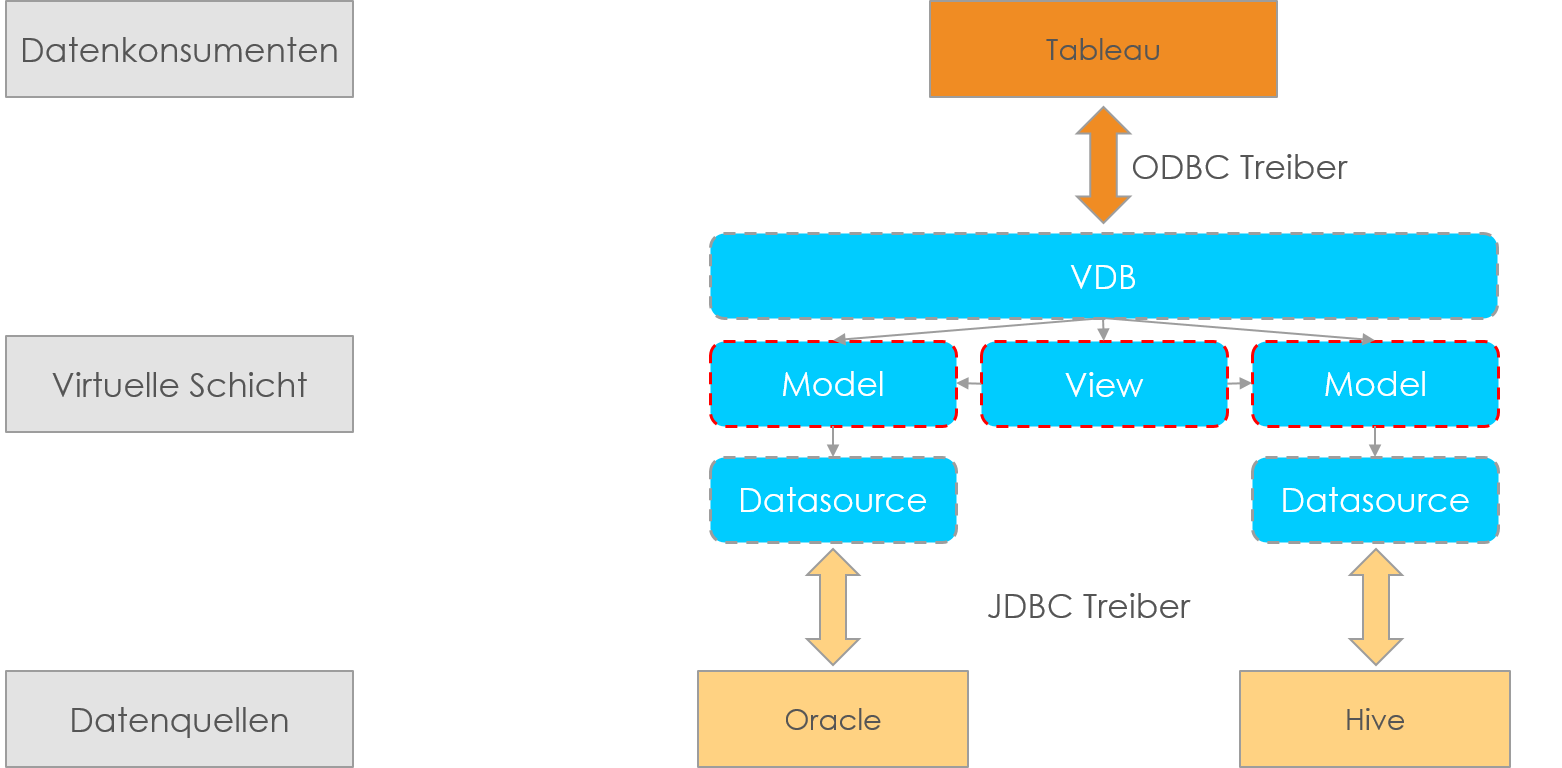 Datenkonsumenten
Tableau
ODBC Treiber
VDB
Virtuelle Schicht
Model
View
Model
Datasource
Datasource
JDBC Treiber
Datenquellen
Oracle
Hive